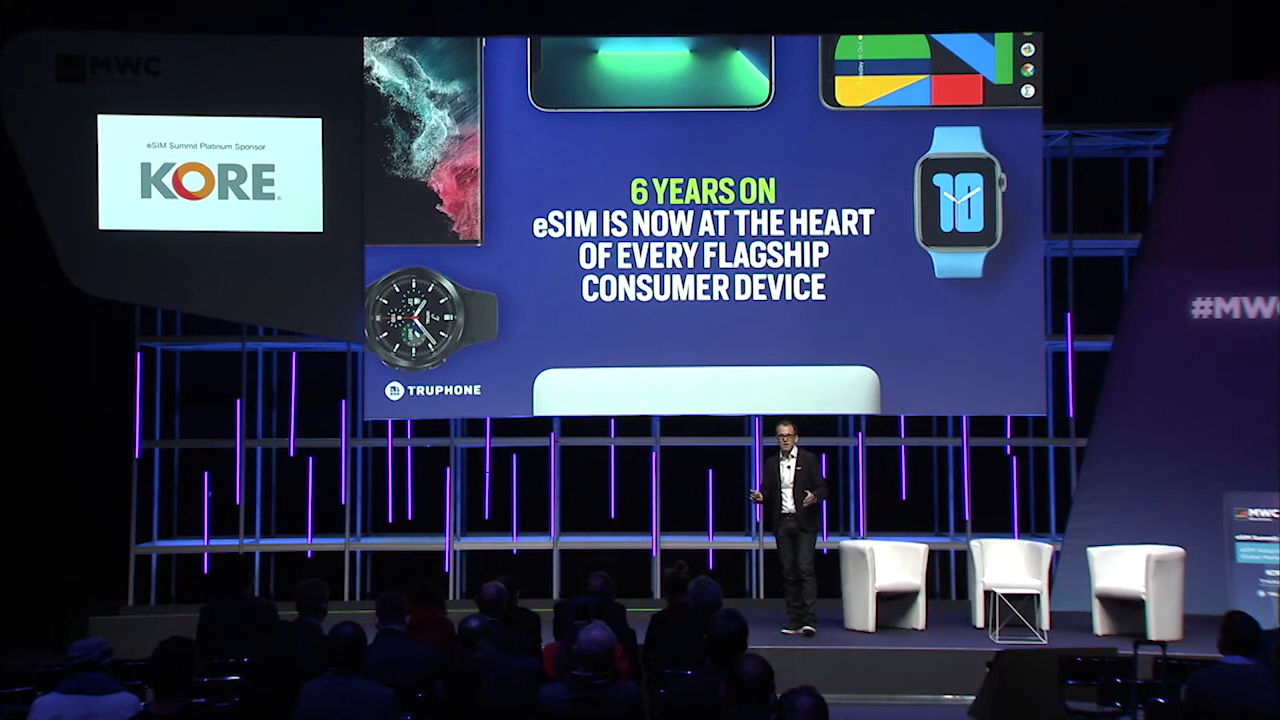 MWC
eSIM Summit Platinum Sponsor
KORE
6 YEARS ON
eSIM IS NOW AT THE HEART
OF EVERY FLAGSHIP
CONSUMER DEVICE
10
TRUPHONE
#MWC
MWC